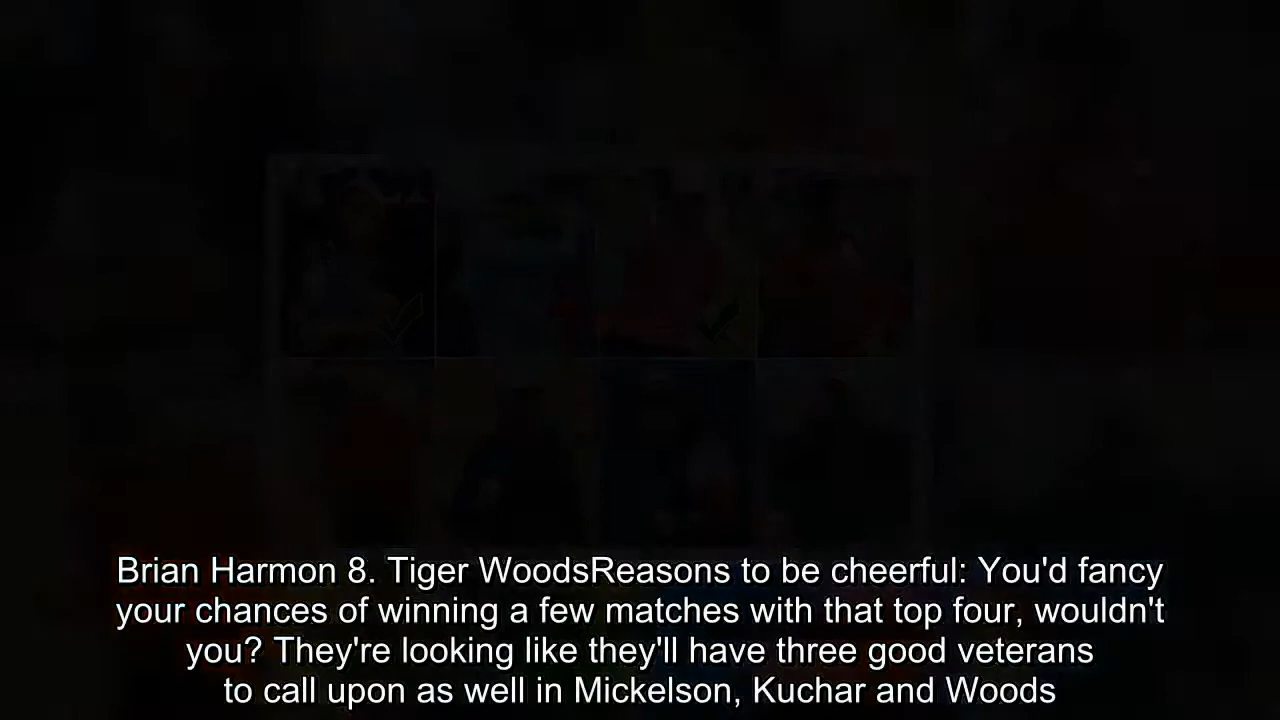 Brian Harmon 8. Tiger WoodsReasons to be cheerful: You'd fancy
your chances of winning a few matches with that top four, wouldn't
you? They're looking like they'll have three good veterans
to call upon as well in Mickelson, Kuchar and Woods